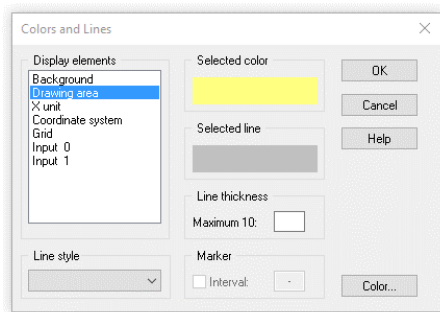 Colors and Lines
Display elements
Background
Drawing area
X unit
Coordinate system
Grid
Input 0
Input 1
Selected color
Selected line
Line thickness
Maximum 10:
Line style
Marker
Interval:
-
OK
Cancel
Help
Color...